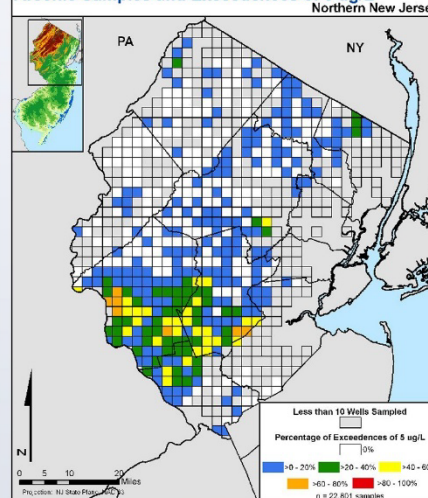 Northern New Jerse
PA
NY
N
0 5 10 20
Miles
Projection: NJ State Plane, NAD 83
Less than 10 Wells Sampled
Percentage of Exceedences of 5 ug/L
0%
>0 - 20% >20 - 40% >40 - 60
>60 - 80% >80 - 100%
n = 22,801 samples